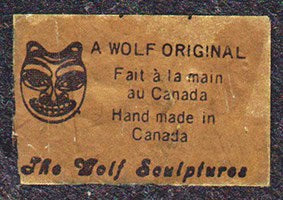 A WOLF ORIGINAL
Fait à la main
au Canada
Hand made in
Canada
The Wolf Sculptures